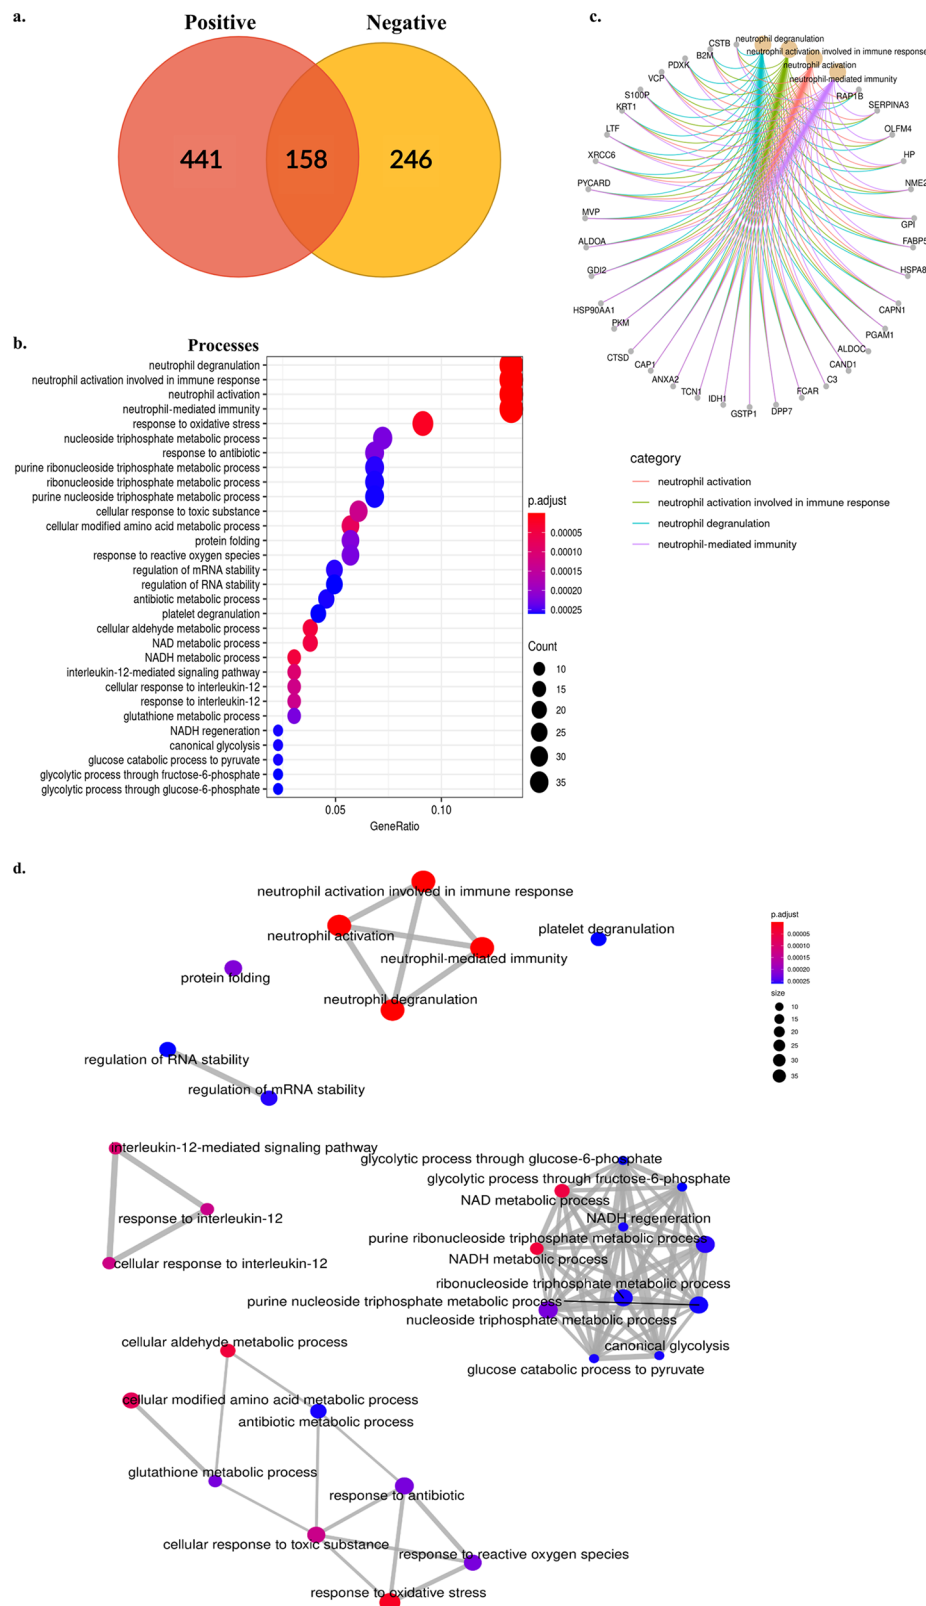 a.
Positive
Negative
441
158
246
b.
Processes
neutrophil degranulation
neutrophil activation involved in immune response
neutrophil activation
neutrophil-mediated immunity
response to oxidative stress
nucleoside triphosphate metabolic process
response to antibiotic
purine ribonucleoside triphosphate metabolic process
ribonucleoside triphosphate metabolic process
purine nucleoside triphosphate metabolic process
cellular response to toxic substance
cellular modified amino acid metabolic process
protein folding
response to reactive oxygen species
regulation of mRNA stability
regulation of RNA stability
antibiotic metabolic process
platelet degranulation
cellular aldehyde metabolic process
NAD metabolic process
NADH metabolic process
interleukin-12-mediated signaling pathway
cellular response to interleukin-12
response to interleukin-12
glutathione metabolic process
NADH regeneration
canonical glycolysis
glucose catabolic process to pyruvate
glycolytic process through fructose-6-phosphate
glycolytic process through glucose-6-phosphate
0.05
0.10
GeneRatio
p.adjust
0.00005
0.00010
0.00015
0.00020
0.00025
Count
10
15
20
25
30
35
c.
neutrophil degranulation
neutrophil activation involved in immune response
neutrophil activation
neutrophil-mediated immunity
CSTB
B2M
PDXK
VCP
S100P
KRT1
LTF
XRCC6
PYCARD
MVP
ALDOA
GDI2
HSP90AA1
PKM
CTSD
CAP1
ANXA2
TCN1
IDH1
GSTP1
DPP7
FCAR
C3
CAND1
ALDOC
PGAM1
CAPN1
HSPA8
FABP5
GPI
NME2
HP
OLFM4
SERPINA3
RAP1B
category
neutrophil activation
neutrophil activation involved in immune response
neutrophil degranulation
neutrophil-mediated immunity
d.
neutrophil activation involved in immune response
neutrophil activation
neutrophil-mediated immunity
neutrophil degranulation
platelet degranulation
protein folding
regulation of RNA stability
regulation of mRNA stability
interleukin-12-mediated signaling pathway
response to interleukin-12
cellular response to interleukin-12
glycolytic process through glucose-6-phosphate
glycolytic process through fructose-6-phosphate
NAD metabolic process
NADH regeneration
purine ribonucleoside triphosphate metabolic process
NADH metabolic process
ribonucleoside triphosphate metabolic process
purine nucleoside triphosphate metabolic process
nucleoside triphosphate metabolic process
canonical glycolysis
glucose catabolic process to pyruvate
cellular aldehyde metabolic process
cellular modified amino acid metabolic process
antibiotic metabolic process
glutathione metabolic process
response to antibiotic
cellular response to toxic substance
response to reactive oxygen species
response to oxidative stress
p.adjust
0.00005
0.00010
0.00015
0.00020
0.00025
size
10
15
20
25
30
35